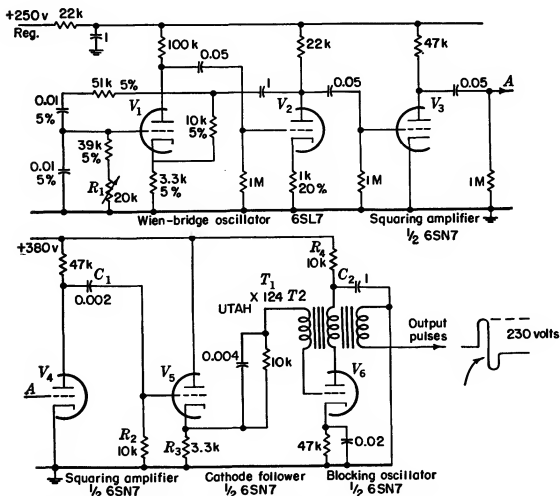 +250v 22k
Reg.
1
100k
0.05
22k
47k
51k 5%
1
0.05
0.05
A
V1
V2
V3
0.01
5%
39k
5%
10k
5%
0.01
5%
R1
20k
3.3k
5%
1M
1k
20%
1M
1M
Wien-bridge oscillator 6SL7 Squaring amplifier
1/2 6SN7
+380v
47k
C1
0.002
R4
10k
C2
1
T1
UTAH X 124 T2
0.004
10k
Output
pulses
230 volts
V4
V5
V6
A
R2
10k
R3
3.3k
47k
0.02
Squaring amplifier Cathode follower Blocking oscillator
1/2 6SN7 1/2 6SN7 1/2 6SN7